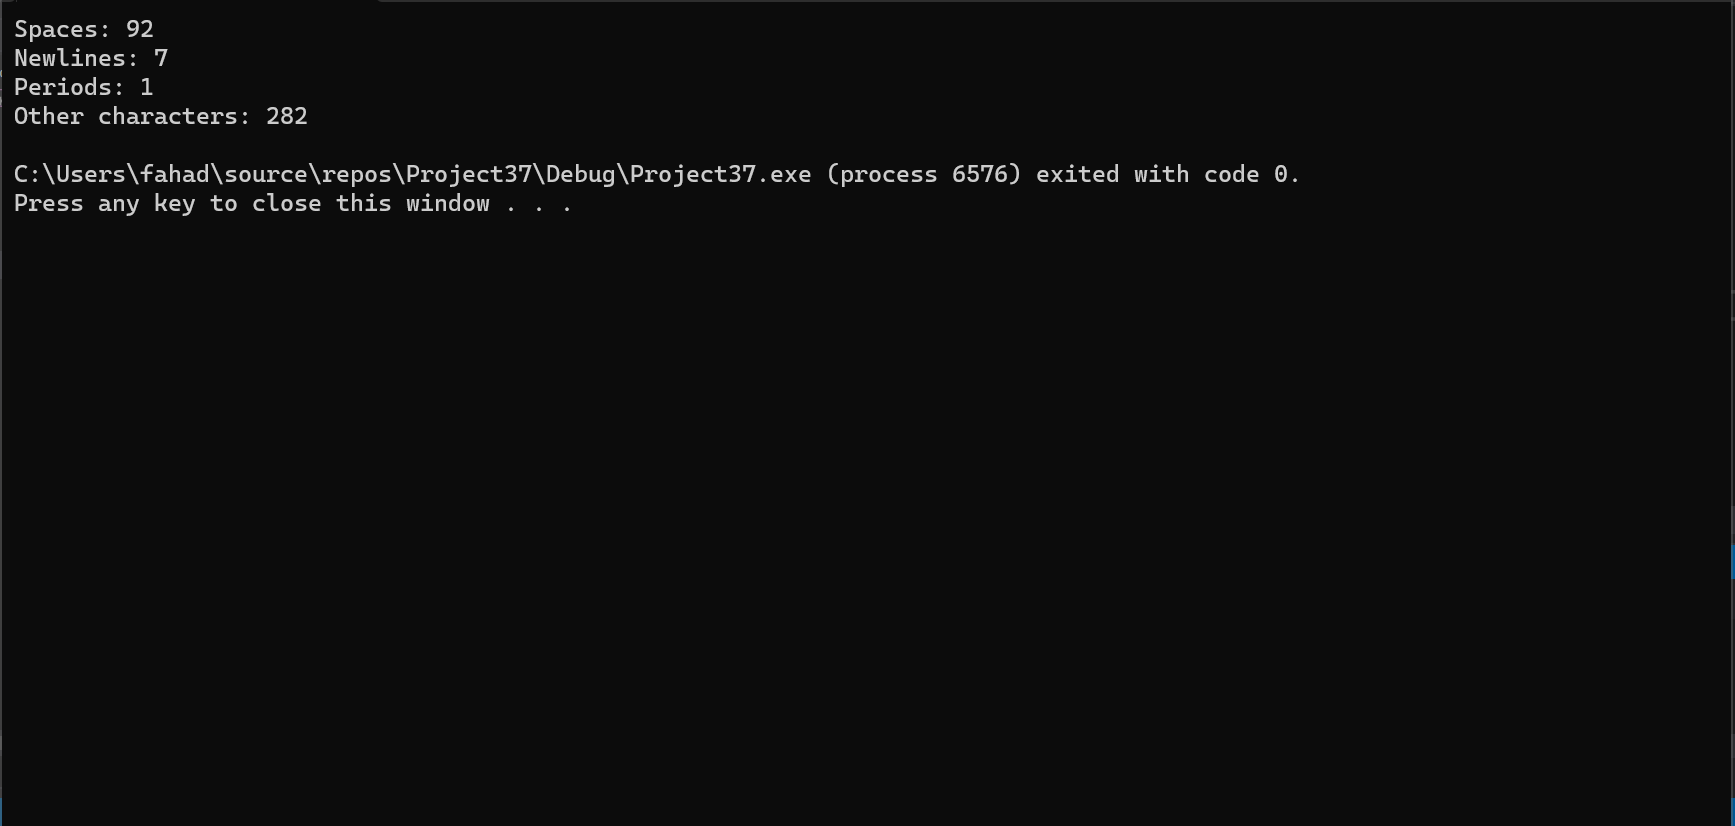 Spaces: 92
Newlines: 7
Periods: 1
Other characters: 282
C:\Users\fahad\source\repos\Project37\Debug\Project37.exe (process 6576) exited with code 0.
Press any key to close this window . . .